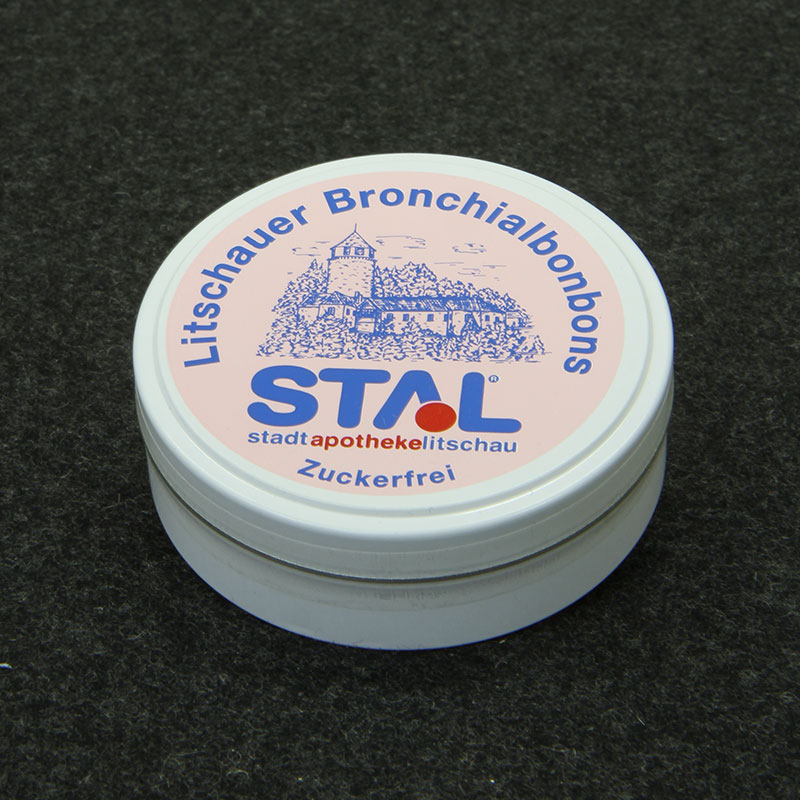 Litschauer Bronchialbonbons
STAL®
stadtapothekelitschau
Zuckerfrei